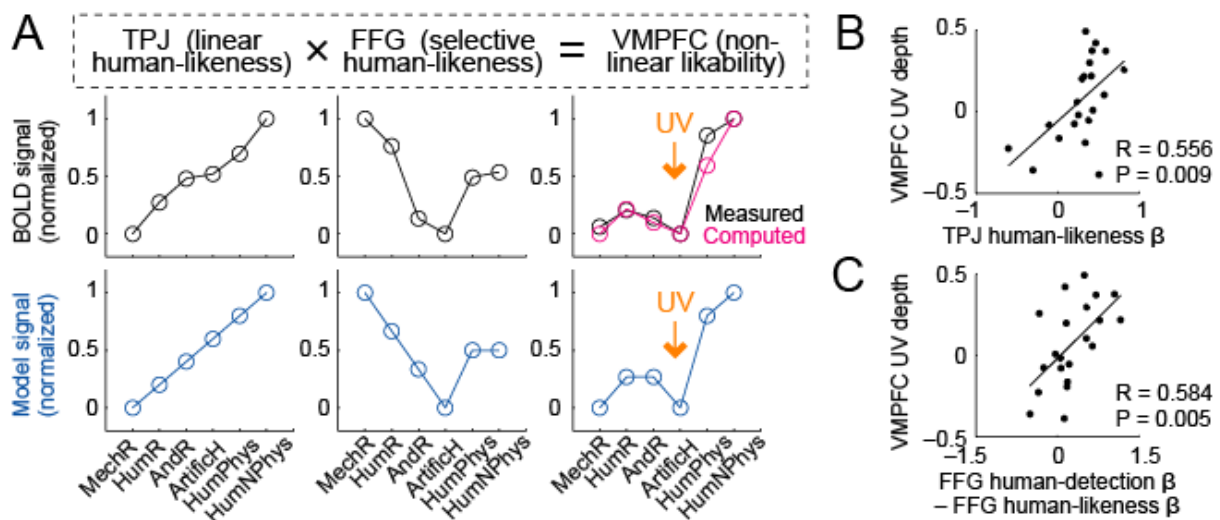 A
TPJ (linear human-likeness) × FFG (selective human-likeness) = VMPFC (non-linear likability)
BOLD signal (normalized)
1
0.5
0
1
0.5
0
1
0.5
0
UV
Measured
Computed
Model signal (normalized)
1
0.5
0
1
0.5
0
1
0.5
0
UV
MechR
HumR
AndR
ArtificH
HumPhys
HumNPhys
MechR
HumR
AndR
ArtificH
HumPhys
HumNPhys
MechR
HumR
AndR
ArtificH
HumPhys
HumNPhys
B
VMPFC UV depth
0.5
0
–0.5
–1
0
1
R = 0.556
P = 0.009
TPJ human-likeness β
C
VMPFC UV depth
0.5
0
–0.5
–1.5
0
1.5
R = 0.584
P = 0.005
FFG human-detection β
– FFG human-likeness β